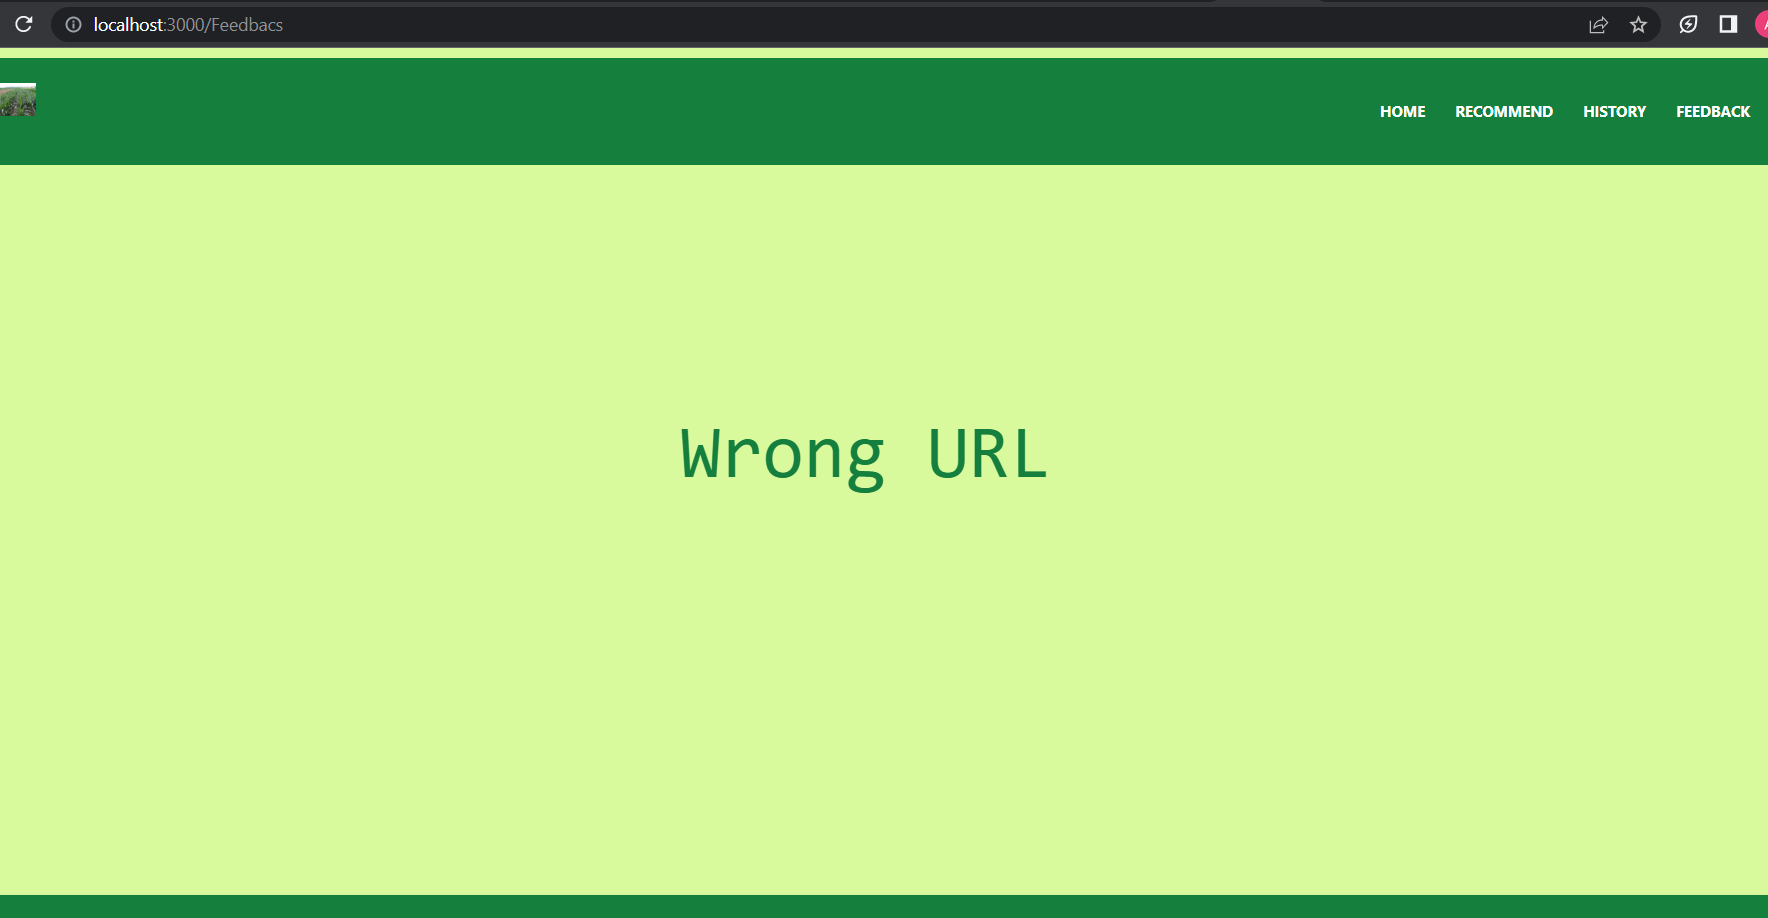 localhost:3000/Feedbacs
HOME RECOMMEND HISTORY FEEDBACK
Wrong URL